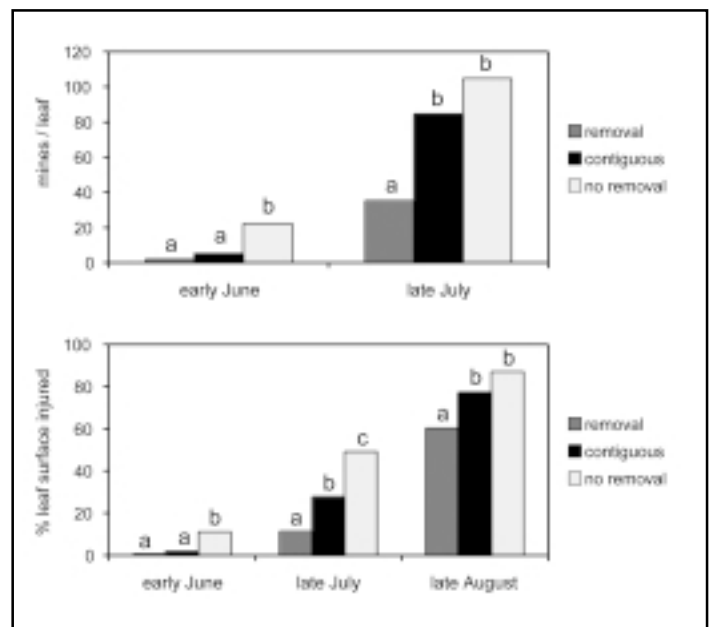 120
100
80
60
40
20
0
mines / leaf
a
a
b
a
b
b
early June
late July
removal
contiguous
no removal
100
80
60
40
20
0
% leaf surface injured
a
a
b
a
b
c
a
b
b
early June
late July
late August
removal
contiguous
no removal